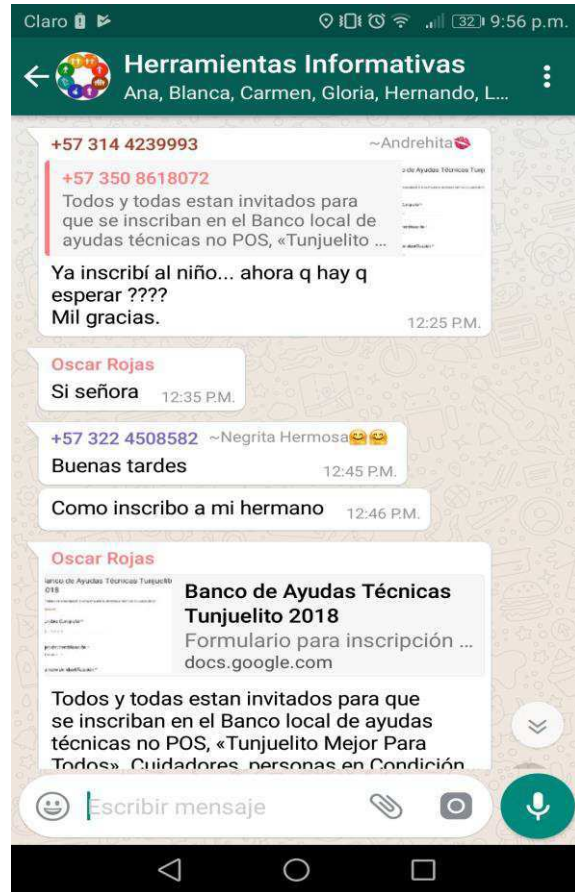 Claro
32 9:56 p.m.
Herramientas Informativas
Ana, Blanca, Carmen, Gloria, Hernando, L...
+57 314 4239993 ~Andrehita💋
+57 350 8618072
Todos y todas estan invitados para
que se inscriban en el Banco local de
ayudas técnicas no POS, «Tunjuelito ...
Ya inscribí al niño... ahora q hay q
esperar ????
Mil gracias.
12:25 P.M.
Oscar Rojas
Si señora 12:35 P.M.
+57 322 4508582 ~Negrita Hermosa🤗🤗
Buenas tardes 12:45 P.M.
Como inscribo a mi hermano 12:46 P.M.
Oscar Rojas
Banco de Ayudas Técnicas
Tunjuelito 2018
Formulario para inscripción ...
docs.google.com
Todos y todas estan invitados para que
se inscriban en el Banco local de ayudas
técnicas no POS, «Tunjuelito Mejor Para
Todos». Cuidadores, personas en Condición
Escribir mensaje